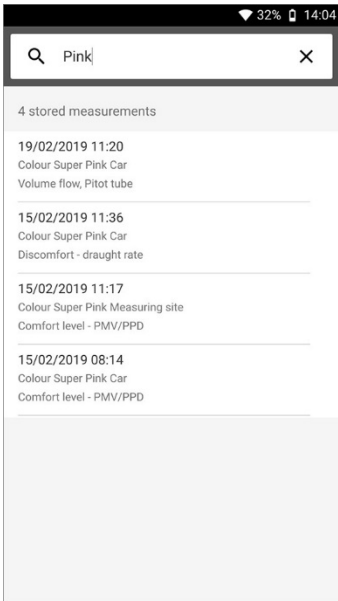 32% 14:04
Pink
4 stored measurements
19/02/2019 11:20
Colour Super Pink Car
Volume flow, Pitot tube
15/02/2019 11:36
Colour Super Pink Car
Discomfort - draught rate
15/02/2019 11:17
Colour Super Pink Measuring site
Comfort level - PMV/PPD
15/02/2019 08:14
Colour Super Pink Car
Comfort level - PMV/PPD